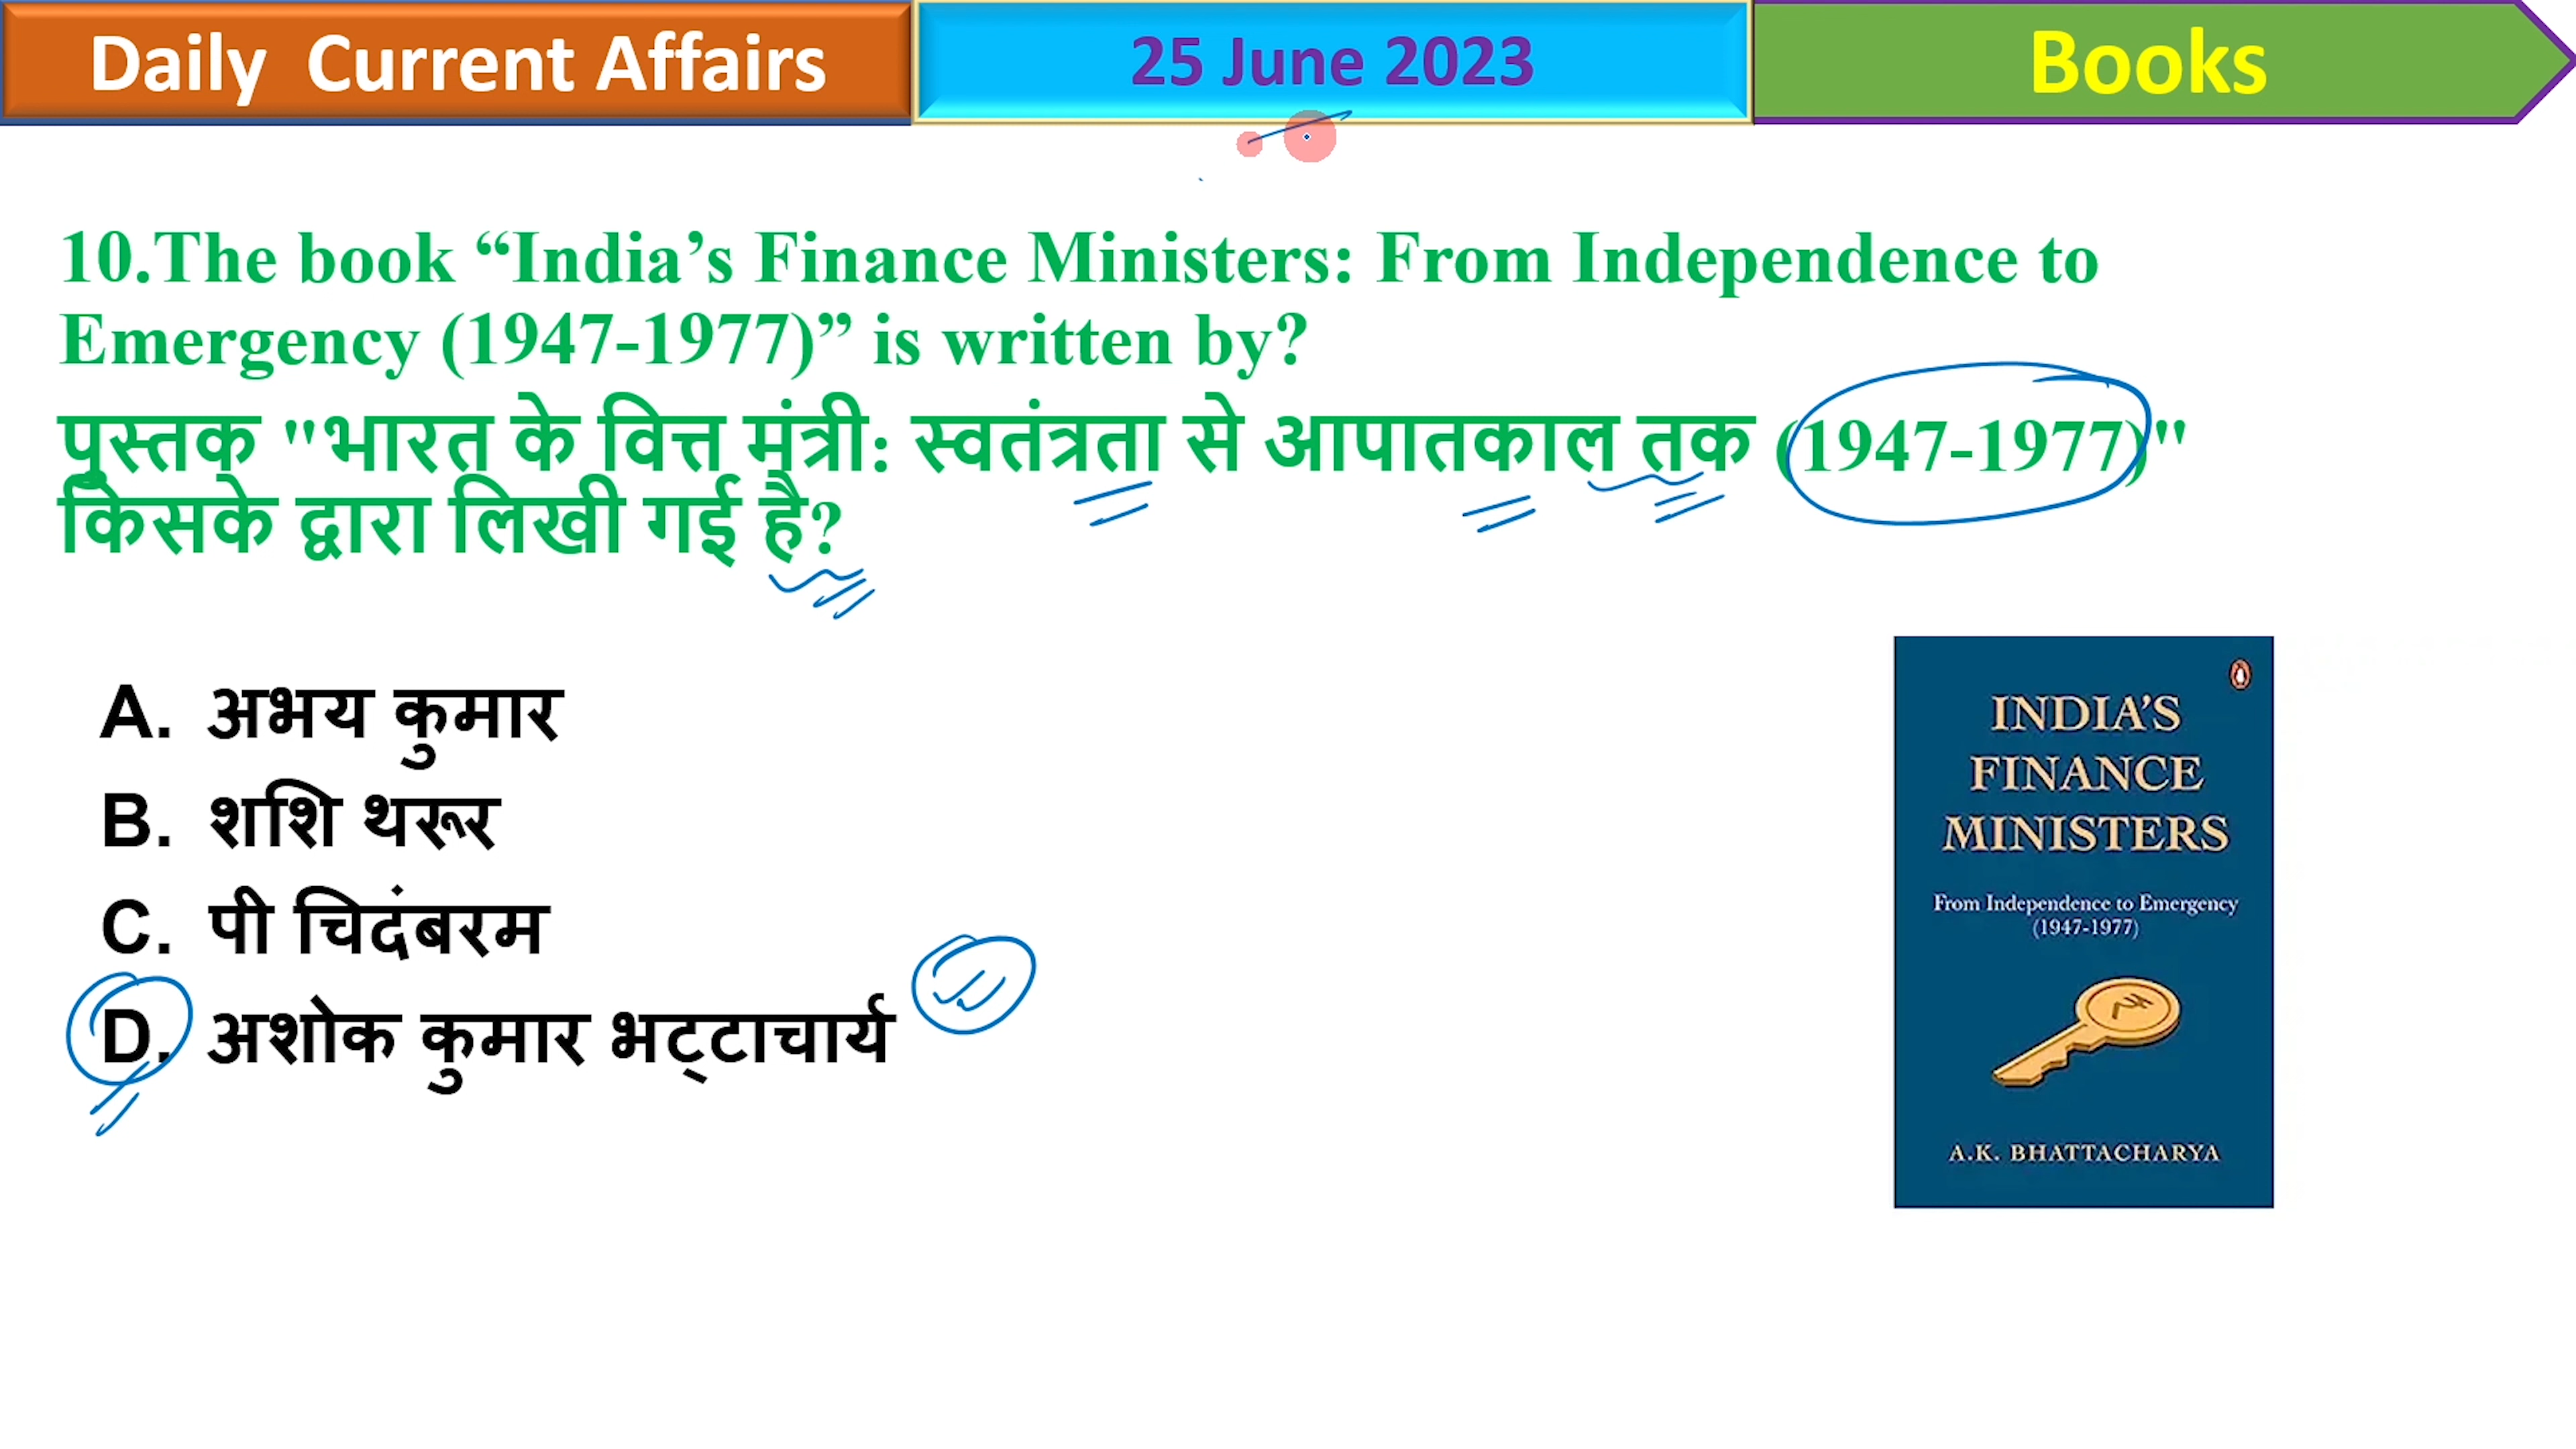 Daily Current Affairs
25 June 2023
Books
10.The book “India’s Finance Ministers: From Independence to
Emergency (1947-1977)” is written by?
पुस्तक "भारत के वित्त मंत्री: स्वतंत्रता से आपातकाल तक (1947-1977)"
किसके द्वारा लिखी गई है?
A. अभय कुमार
B. शशि थरूर
C. पी चिदंबरम
D. अशोक कुमार भट्टाचार्य
INDIA’S
FINANCE
MINISTERS
From Independence to Emergency
(1947-1977)
₹
A.K. BHATTACHARYA